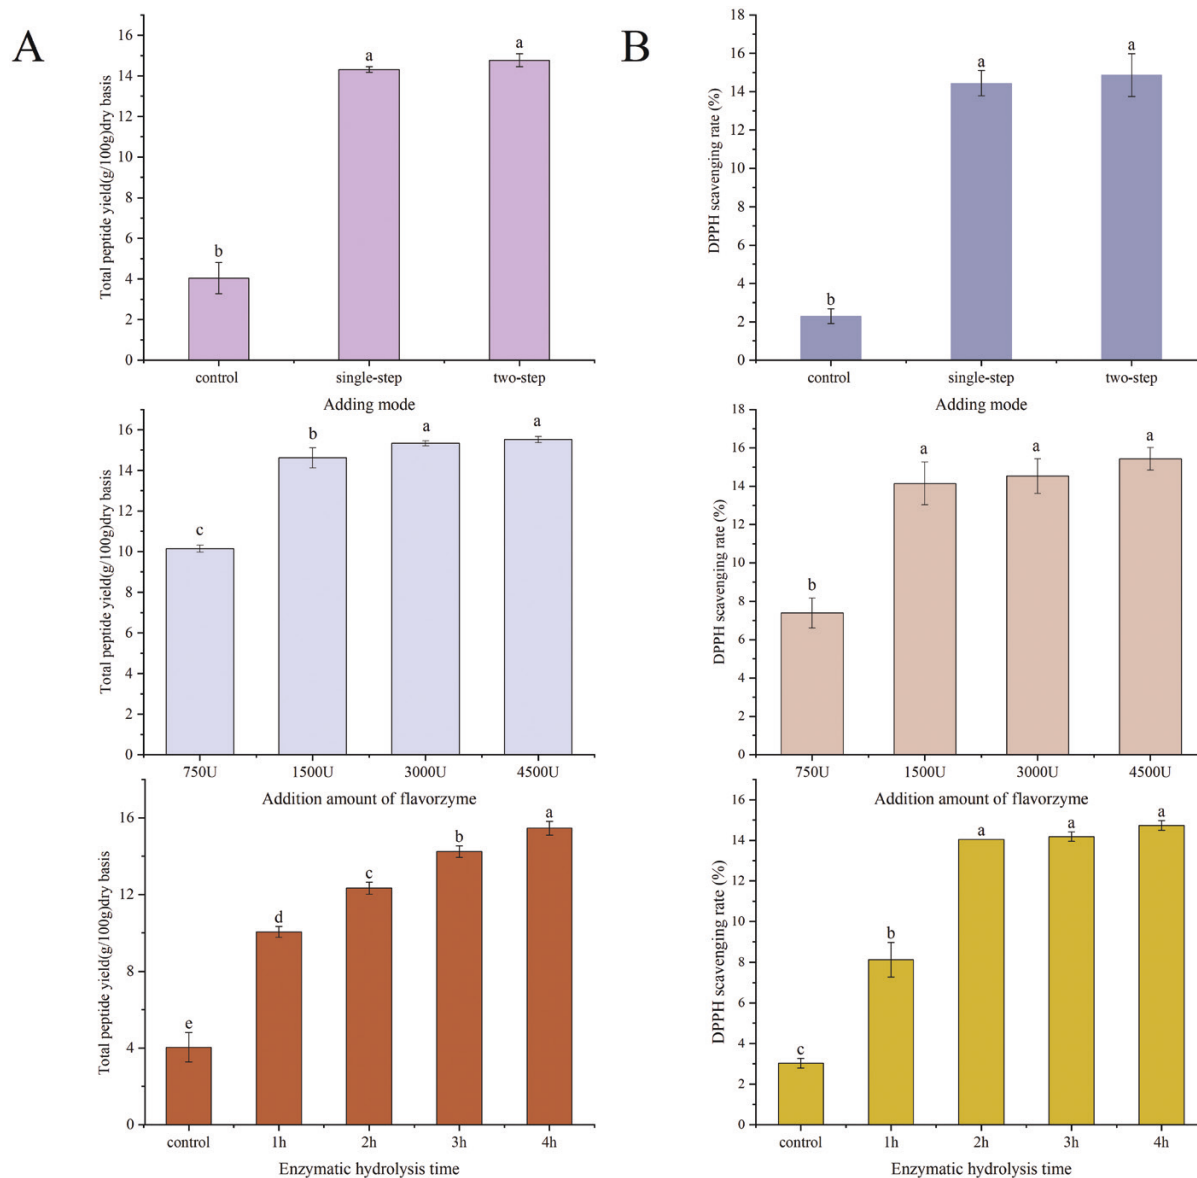 A
Total peptide yield(g/100g)dry basis
16
14
12
10
8
6
4
2
0
b
a
a
control single-step two-step
Adding mode
B
DPPH scavenging rate (%)
18
16
14
12
10
8
6
4
2
0
b
a
a
control single-step two-step
Adding mode
Total peptide yield(g/100g)dry basis
16
14
12
10
8
6
4
2
0
c
b
a
a
750U 1500U 3000U 4500U
Addition amount of flavorzyme
DPPH scavenging rate (%)
18
16
14
12
10
8
6
4
2
0
b
a
a
a
750U 1500U 3000U 4500U
Addition amount of flavorzyme
Total peptide yield(g/100g)dry basis
16
12
8
4
0
e
d
c
b
a
control 1h 2h 3h 4h
Enzymatic hydrolysis time
DPPH scavenging rate (%)
16
14
12
10
8
6
4
2
0
c
b
a
a
a
control 1h 2h 3h 4h
Enzymatic hydrolysis time